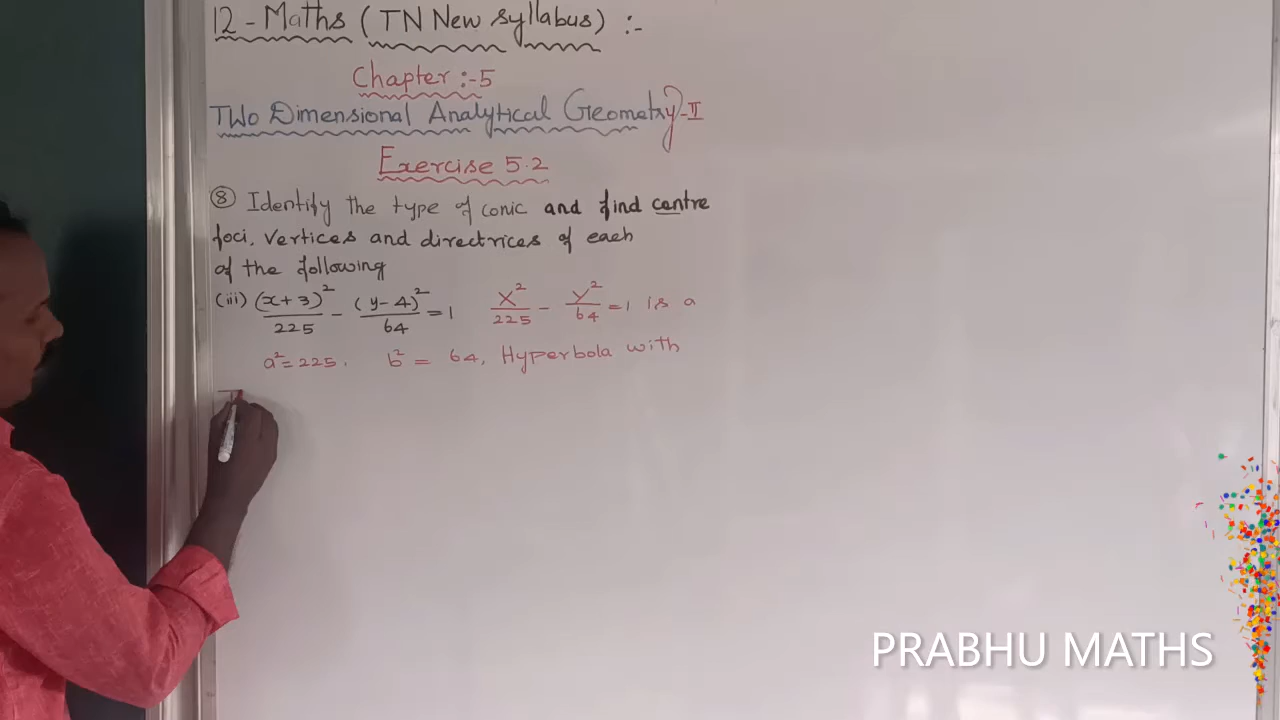 12 - Maths ( TN New syllabus) :-
Chapter :- 5
Two Dimensional Analytical Geometry - II
Exercise 5.2
⑧ Identify the type of conic and find centre
foci, Vertices and directrices of each
of the following
(iii) (x+3)²/225 - (y-4)²/64 = 1 X²/225 - Y²/64 = 1 is a
a² = 225, b² = 64, Hyperbola with
T
PRABHU MATHS